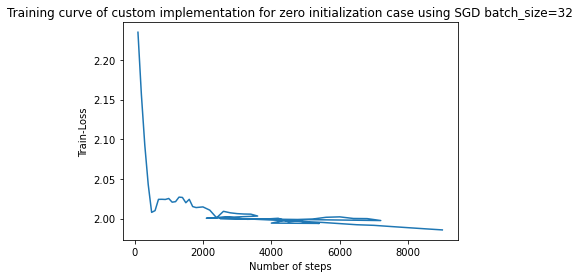 Training curve of custom implementation for zero initialization case using SGD batch_size=32
2.20
2.15
2.10
2.05
2.00
Train-Loss
0 2000 4000 6000 8000
Number of steps